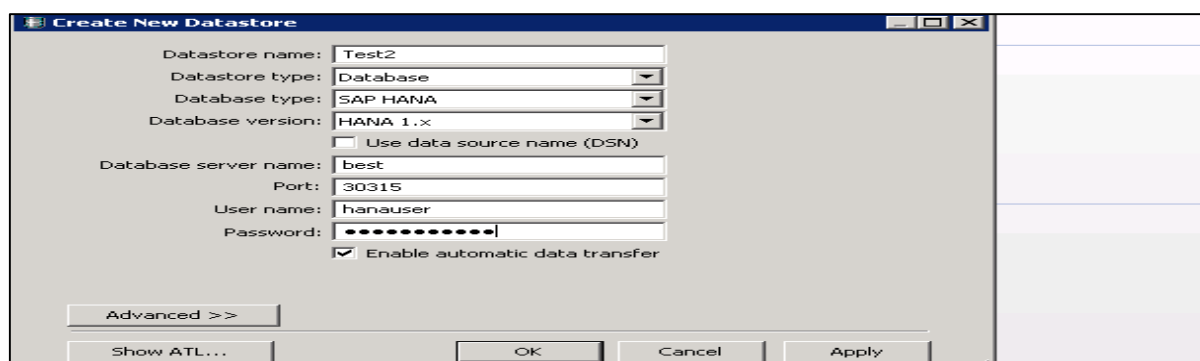 Create New Datastore
Datastore name: Test2
Datastore type: Database
Database type: SAP HANA
Database version: HANA 1.x
Use data source name (DSN)
Database server name: best
Port: 30315
User name: hanauser
Password: ●●●●●●●●●●●
Enable automatic data transfer
Advanced >>
Show ATL... OK Cancel Apply